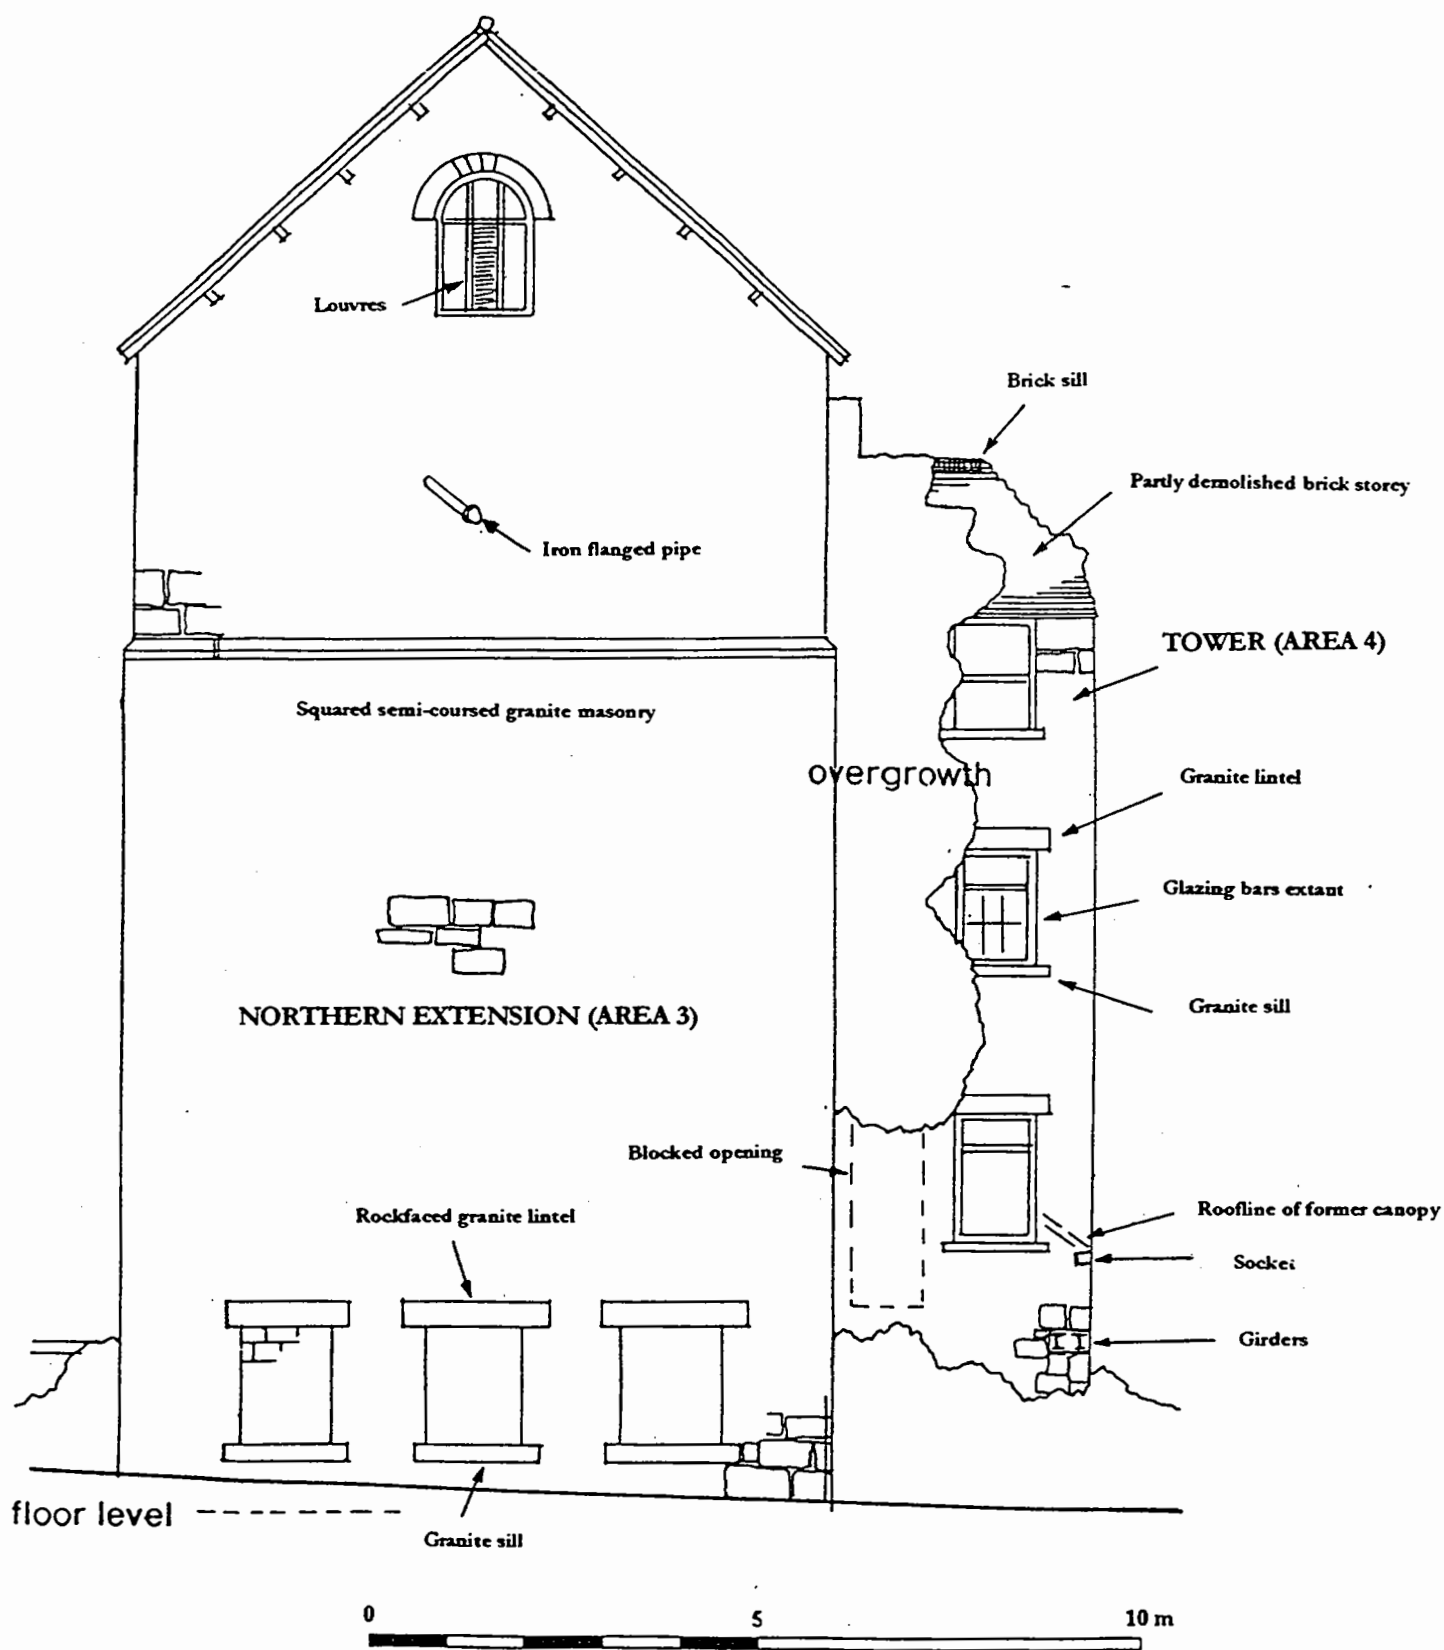 Louvres
Brick sill
Partly demolished brick storey
Iron flanged pipe
TOWER (AREA 4)
Squared semi-coursed granite masonry
overgrowth
Granite lintel
Glazing bars extant
Granite sill
NORTHERN EXTENSION (AREA 3)
Blocked opening
Rockfaced granite lintel
Roofline of former canopy
Socket
Girders
floor level
Granite sill
0 5 10 m